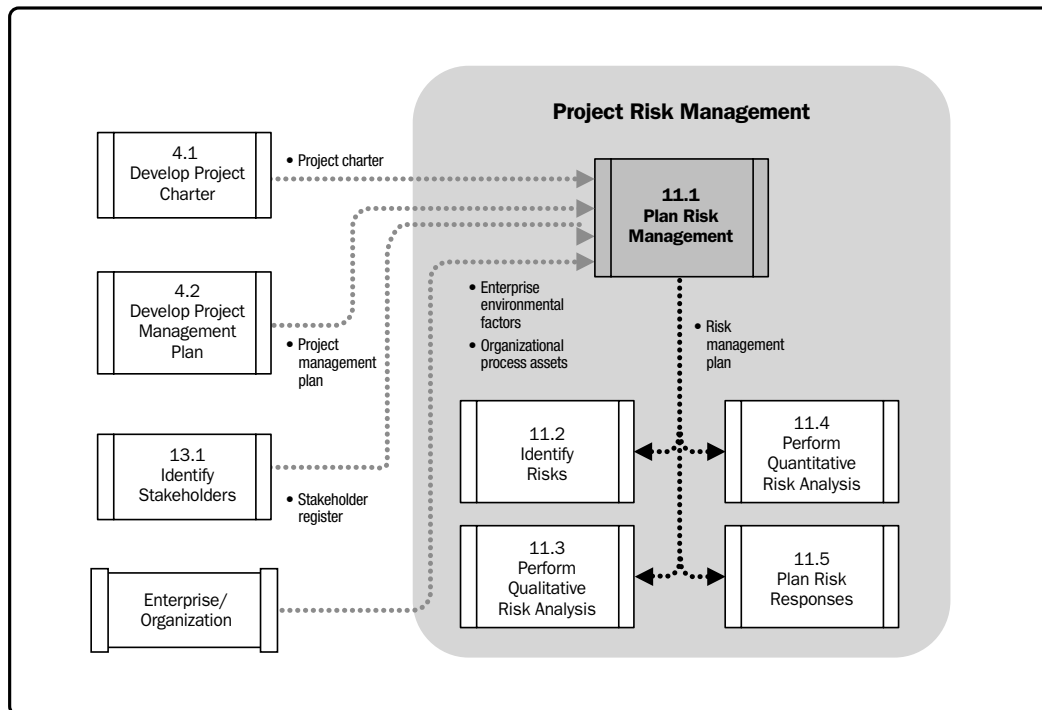 Project Risk Management
4.1
Develop Project
Charter
• Project charter
11.1
Plan Risk
Management
4.2
Develop Project
Management
Plan
• Project
management
plan
• Enterprise
environmental
factors
• Organizational
process assets
• Risk
management
plan
13.1
Identify
Stakeholders
• Stakeholder
register
11.2
Identify
Risks
11.4
Perform
Quantitative
Risk Analysis
11.3
Perform
Qualitative
Risk Analysis
11.5
Plan Risk
Responses
Enterprise/
Organization